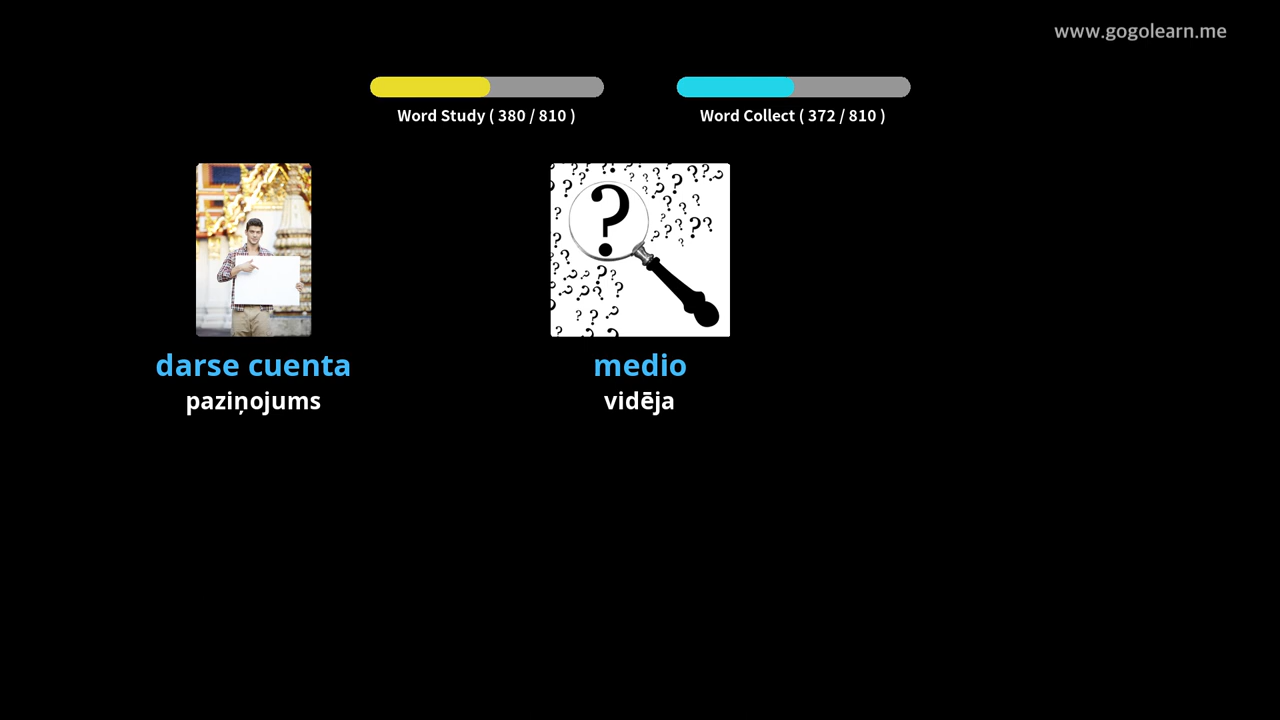 www.gogolearn.me
Word Study ( 380 / 810 )
Word Collect ( 372 / 810 )
darse cuenta
paziņojums
medio
vidēja